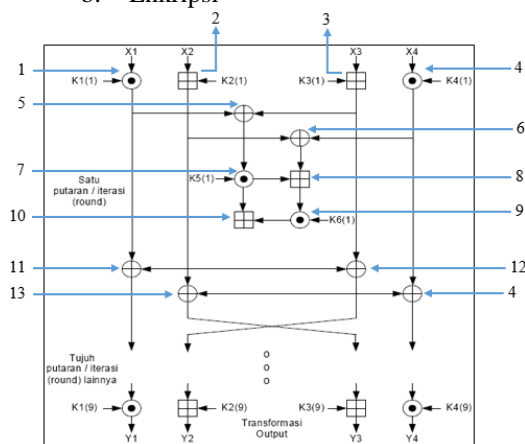 b. Enkripsi
2
3
X1 X2 X3 X4
1
4
K1(1) K2(1) K3(1) K4(1)
5
6
7
K5(1)
8
Satu
putaran / iterasi
(round)
10
9
K6(1)
11
12
13
4
Tujuh
putaran / iterasi
(round) lainnya
o
o
o
K1(9) K2(9) K3(9) K4(9)
Transformasi
Output
Y1 Y2 Y3 Y4